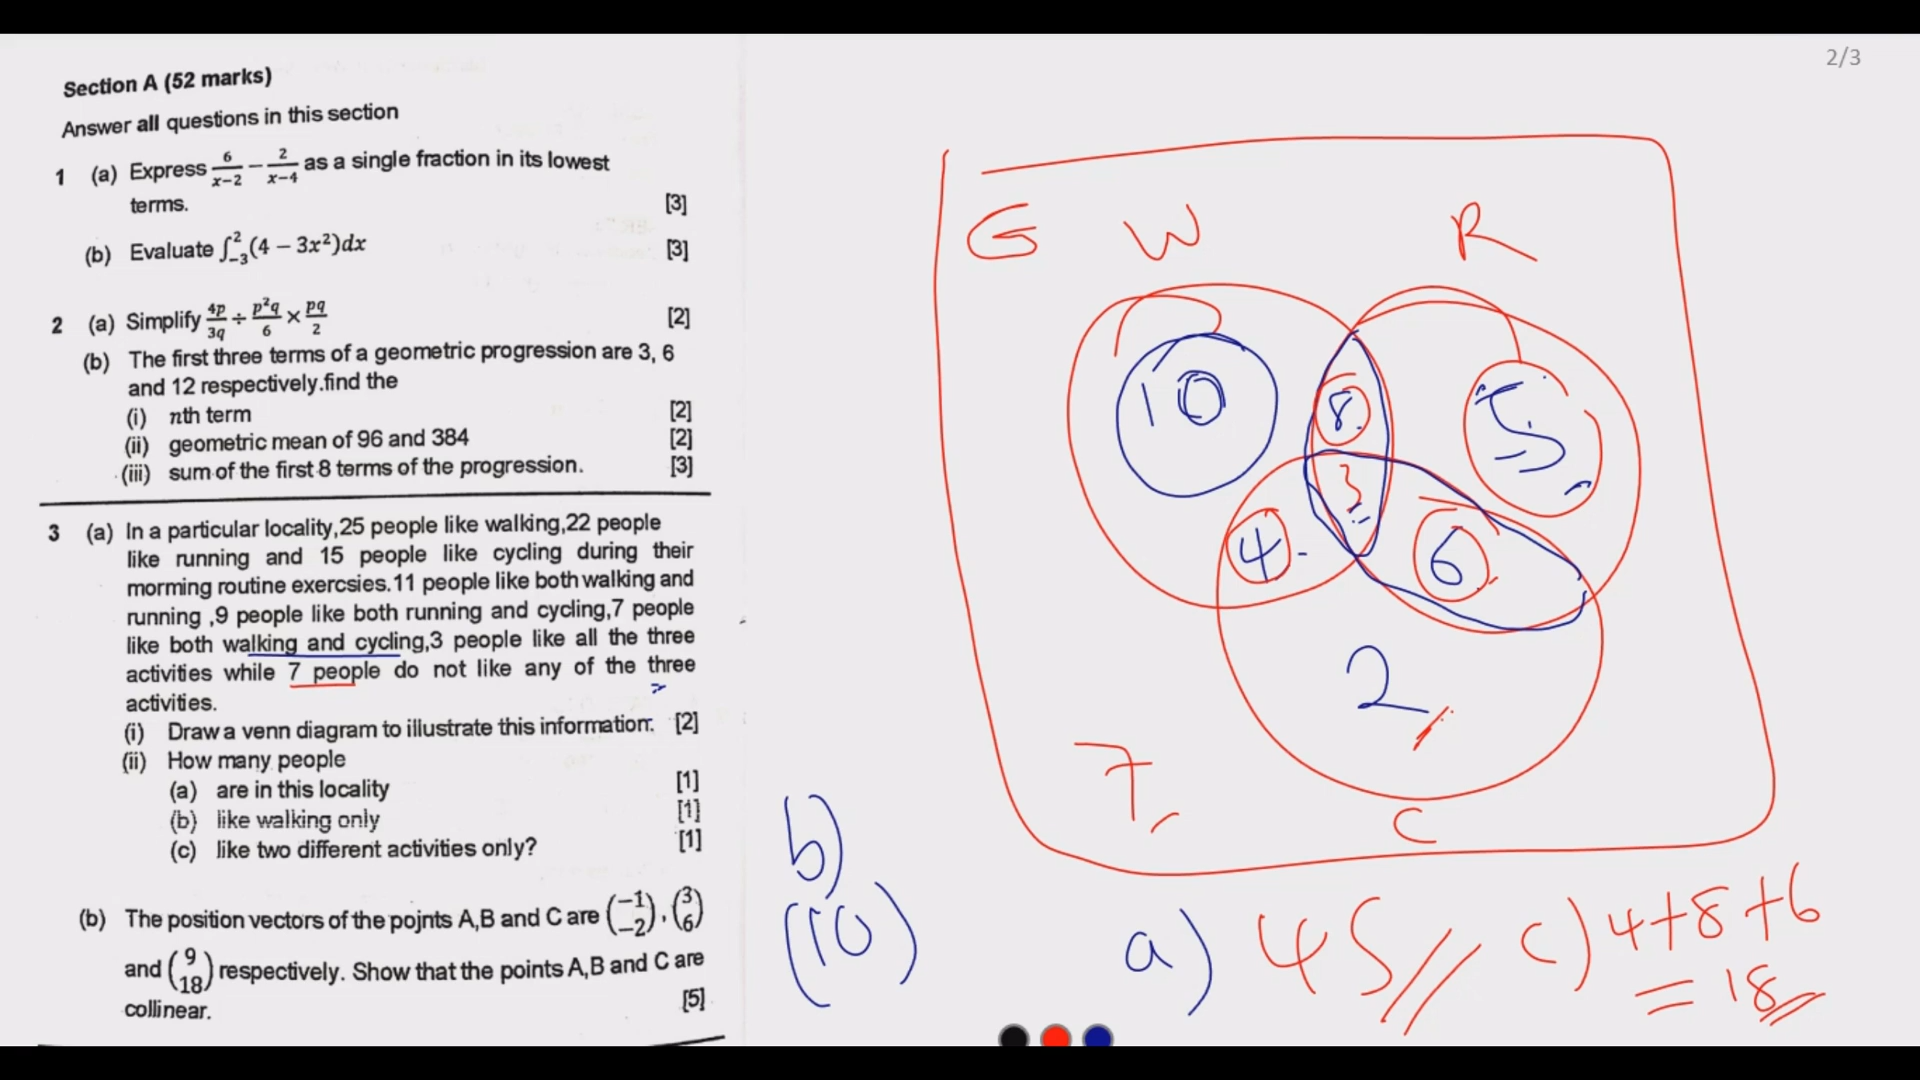 2/3
Section A (52 marks)
Answer all questions in this section
1 (a) Express 6/(x−2) − 2/(x−4) as a single fraction in its lowest
terms. [3]
(b) Evaluate ∫₋₃²(4 − 3x²)dx [3]
2 (a) Simplify 4p/3q ÷ p²q/6 × pq/2 [2]
(b) The first three terms of a geometric progression are 3, 6
and 12 respectively.find the
(i) nth term [2]
(ii) geometric mean of 96 and 384 [2]
(iii) sum of the first 8 terms of the progression. [3]
3 (a) In a particular locality,25 people like walking,22 people
like running and 15 people like cycling during their
morming routine exercsies.11 people like both walking and
running ,9 people like both running and cycling,7 people
like both walking and cycling,3 people like all the three
activities while 7 people do not like any of the three
activities.
(i) Draw a venn diagram to illustrate this information. [2]
(ii) How many people
(a) are in this locality [1]
(b) like walking only [1]
(c) like two different activities only? [1]
(b) The position vectors of the pojnts A,B and C are (−1 −2), (3 6)
and (9 18) respectively. Show that the points A,B and C are
collinear. [5]
W R
10 8 5
3
4 6
2
7
C
b)
(10)
a) 45 c) 4+8+6
= 18